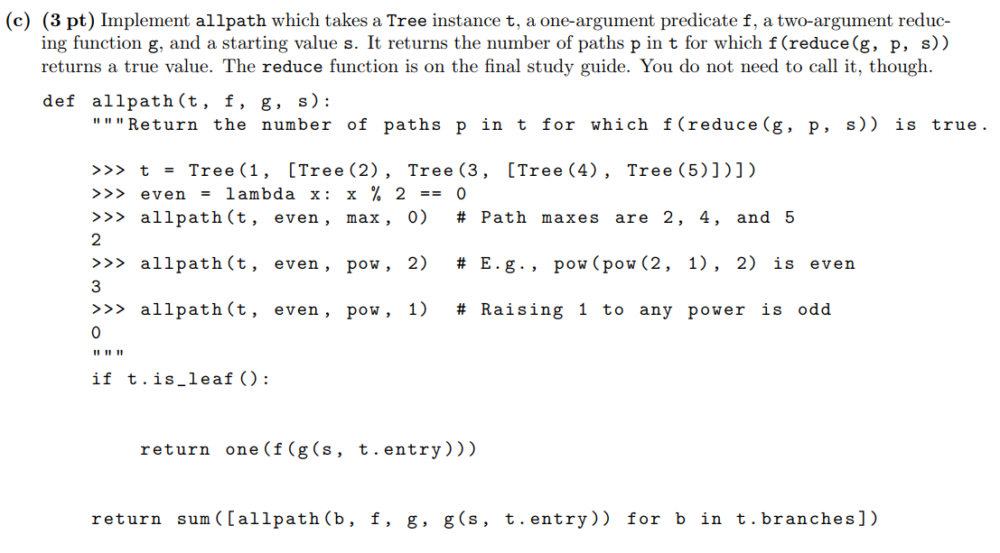 (c) (3 pt) Implement allpath which takes a Tree instance t, a one-argument predicate f, a two-argument reduc-
ing function g, and a starting value s. It returns the number of paths p in t for which f(reduce(g, p, s))
returns a true value. The reduce function is on the final study guide. You do not need to call it, though.
def allpath(t, f, g, s):
"""Return the number of paths p in t for which f(reduce(g, p, s)) is true.
>>> t = Tree(1, [Tree(2), Tree(3, [Tree(4), Tree(5)])])
>>> even = lambda x: x % 2 == 0
>>> allpath(t, even, max, 0) # Path maxes are 2, 4, and 5
2
>>> allpath(t, even, pow, 2) # E.g., pow(pow(2, 1), 2) is even
3
>>> allpath(t, even, pow, 1) # Raising 1 to any power is odd
0
"""
if t.is_leaf():
return one(f(g(s, t.entry)))
return sum([allpath(b, f, g, g(s, t.entry)) for b in t.branches])